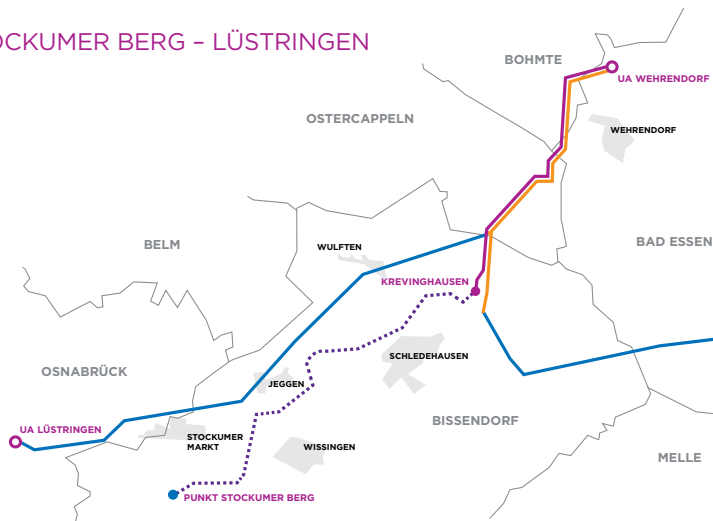 OCKUMER BERG – LÜSTRINGEN
BOHMTE
UA WEHRENDORF
OSTERCAPPELN
WEHRENDORF
BELM
WULFTEN
BAD ESSEN
KREVINGHAUSEN
SCHLEDEHAUSEN
OSNABRÜCK
JEGGEN
BISSENDORF
UA LÜSTRINGEN
STOCKUMER
MARKT
WISSINGEN
MELLE
PUNKT STOCKUMER BERG